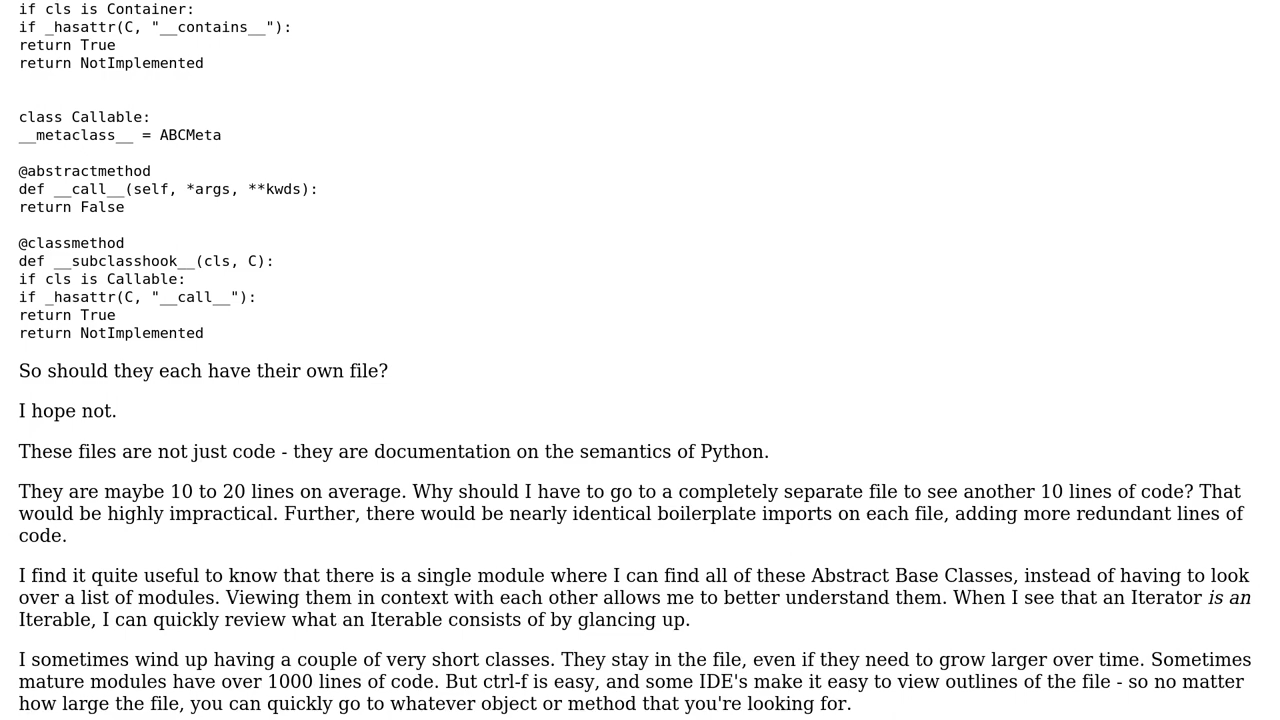 if cls is Container:
if _hasattr(C, "__contains__"):
return True
return NotImplemented
class Callable:
__metaclass__ = ABCMeta
@abstractmethod
def __call__(self, *args, **kwds):
return False
@classmethod
def __subclasshook__(cls, C):
if cls is Callable:
if _hasattr(C, "__call__"):
return True
return NotImplemented
So should they each have their own file?
I hope not.
These files are not just code - they are documentation on the semantics of Python.
They are maybe 10 to 20 lines on average. Why should I have to go to a completely separate file to see another 10 lines of code? That
would be highly impractical. Further, there would be nearly identical boilerplate imports on each file, adding more redundant lines of
code.
I find it quite useful to know that there is a single module where I can find all of these Abstract Base Classes, instead of having to look
over a list of modules. Viewing them in context with each other allows me to better understand them. When I see that an Iterator is an
Iterable, I can quickly review what an Iterable consists of by glancing up.
I sometimes wind up having a couple of very short classes. They stay in the file, even if they need to grow larger over time. Sometimes
mature modules have over 1000 lines of code. But ctrl-f is easy, and some IDE's make it easy to view outlines of the file - so no matter
how large the file, you can quickly go to whatever object or method that you're looking for.